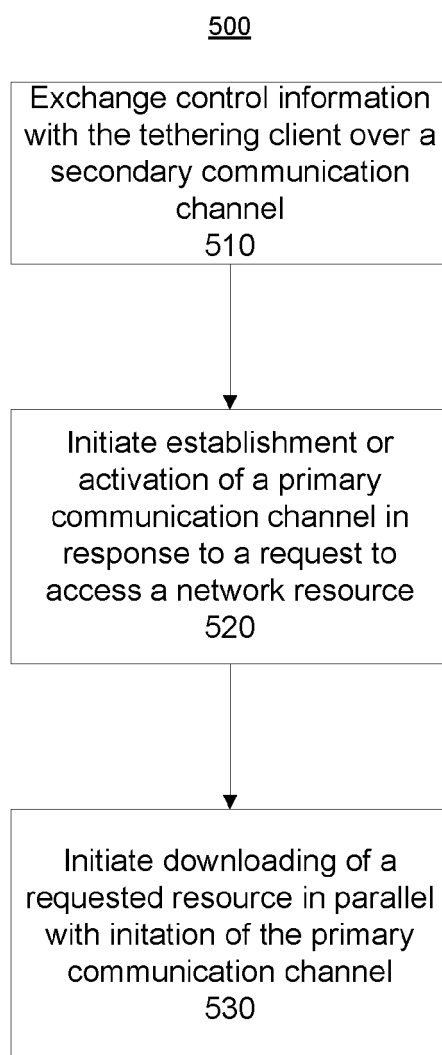 500
Exchange control information
with the tethering client over a
secondary communication
channel
510
Initiate establishment or
activation of a primary
communication channel in
response to a request to
access a network resource
520
Initiate downloading of a
requested resource in parallel
with initation of the primary
communication channel
530